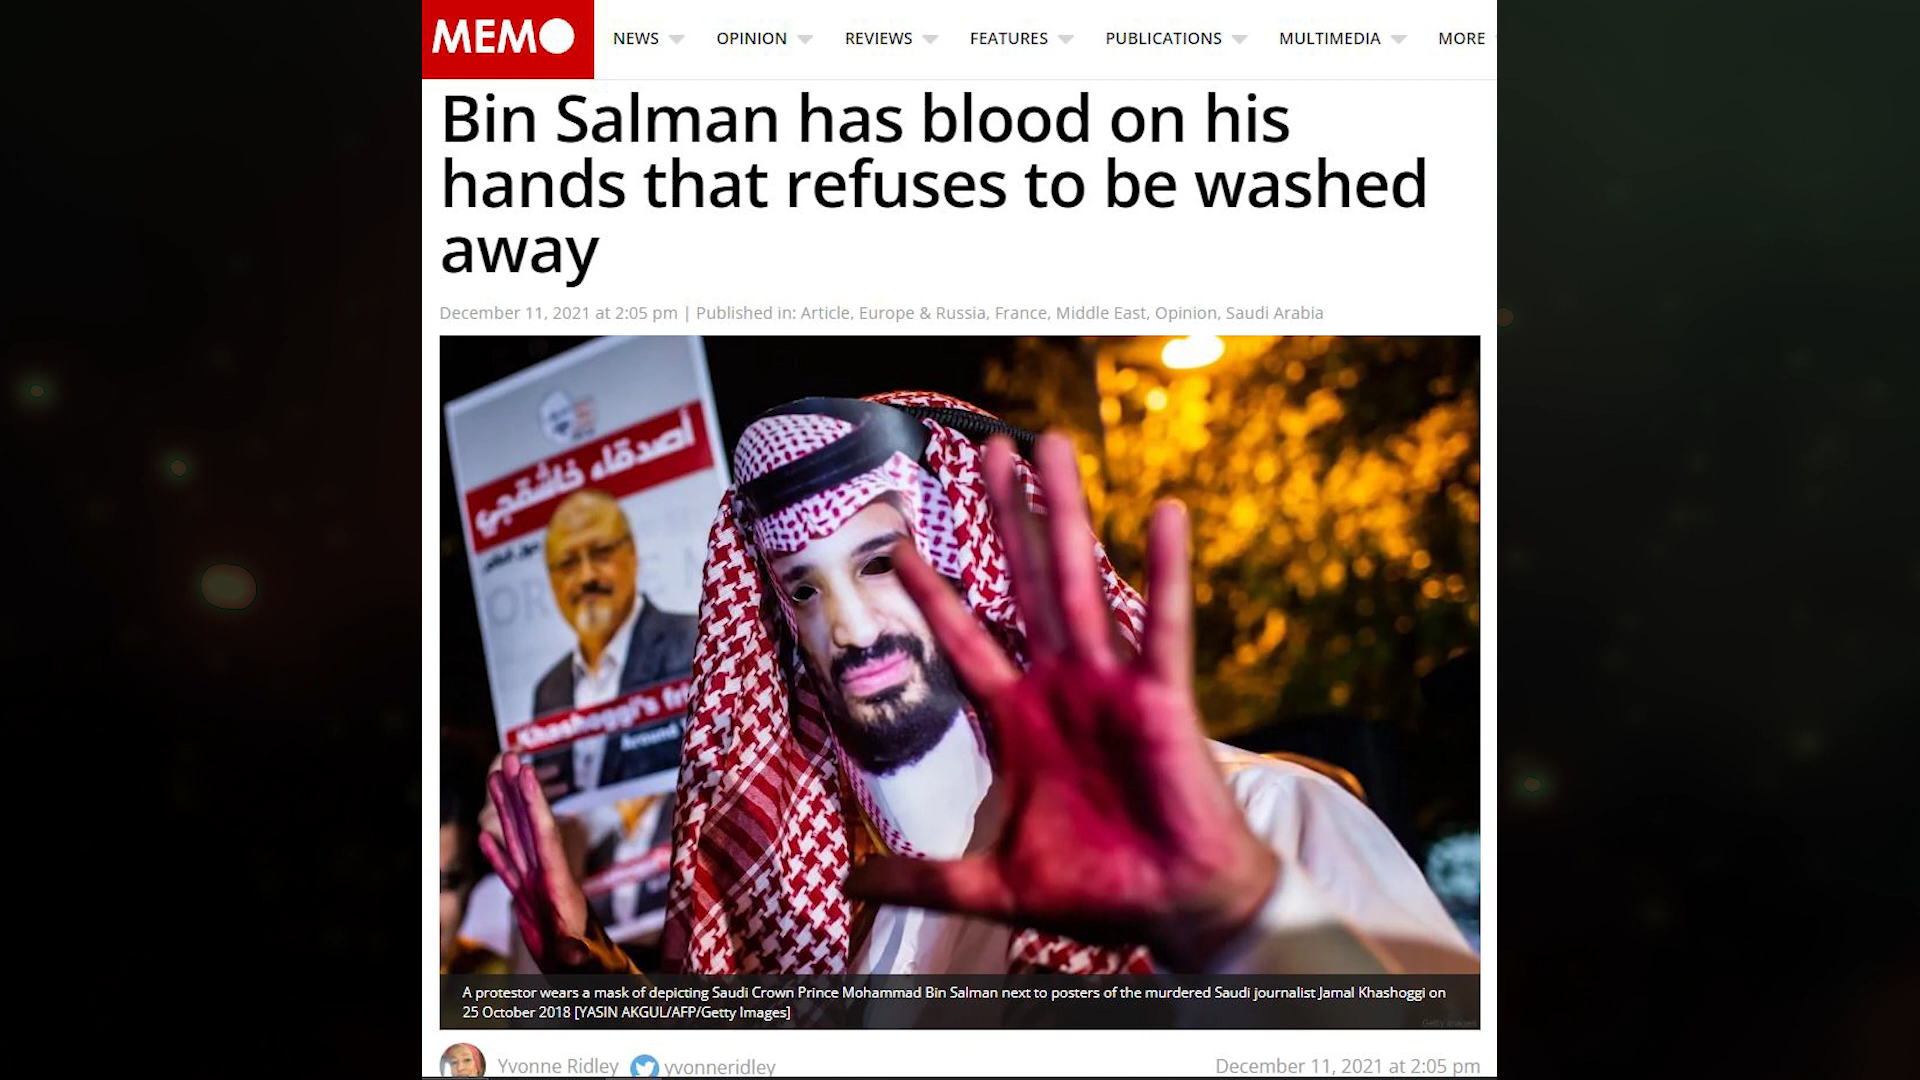 MEMO
NEWS OPINION REVIEWS FEATURES PUBLICATIONS MULTIMEDIA MORE
Bin Salman has blood on his
hands that refuses to be washed
away
December 11, 2021 at 2:05 pm | Published in: Article, Europe & Russia, France, Middle East, Opinion, Saudi Arabia
أصدقاء خاشقجي
Khashoggi's
Around
A protestor wears a mask of depicting Saudi Crown Prince Mohammad Bin Salman next to posters of the murdered Saudi journalist Jamal Khashoggi on
25 October 2018 [YASIN AKGUL/AFP/Getty Images]
Yvonne Ridley yvonneridley December 11, 2021 at 2:05 pm